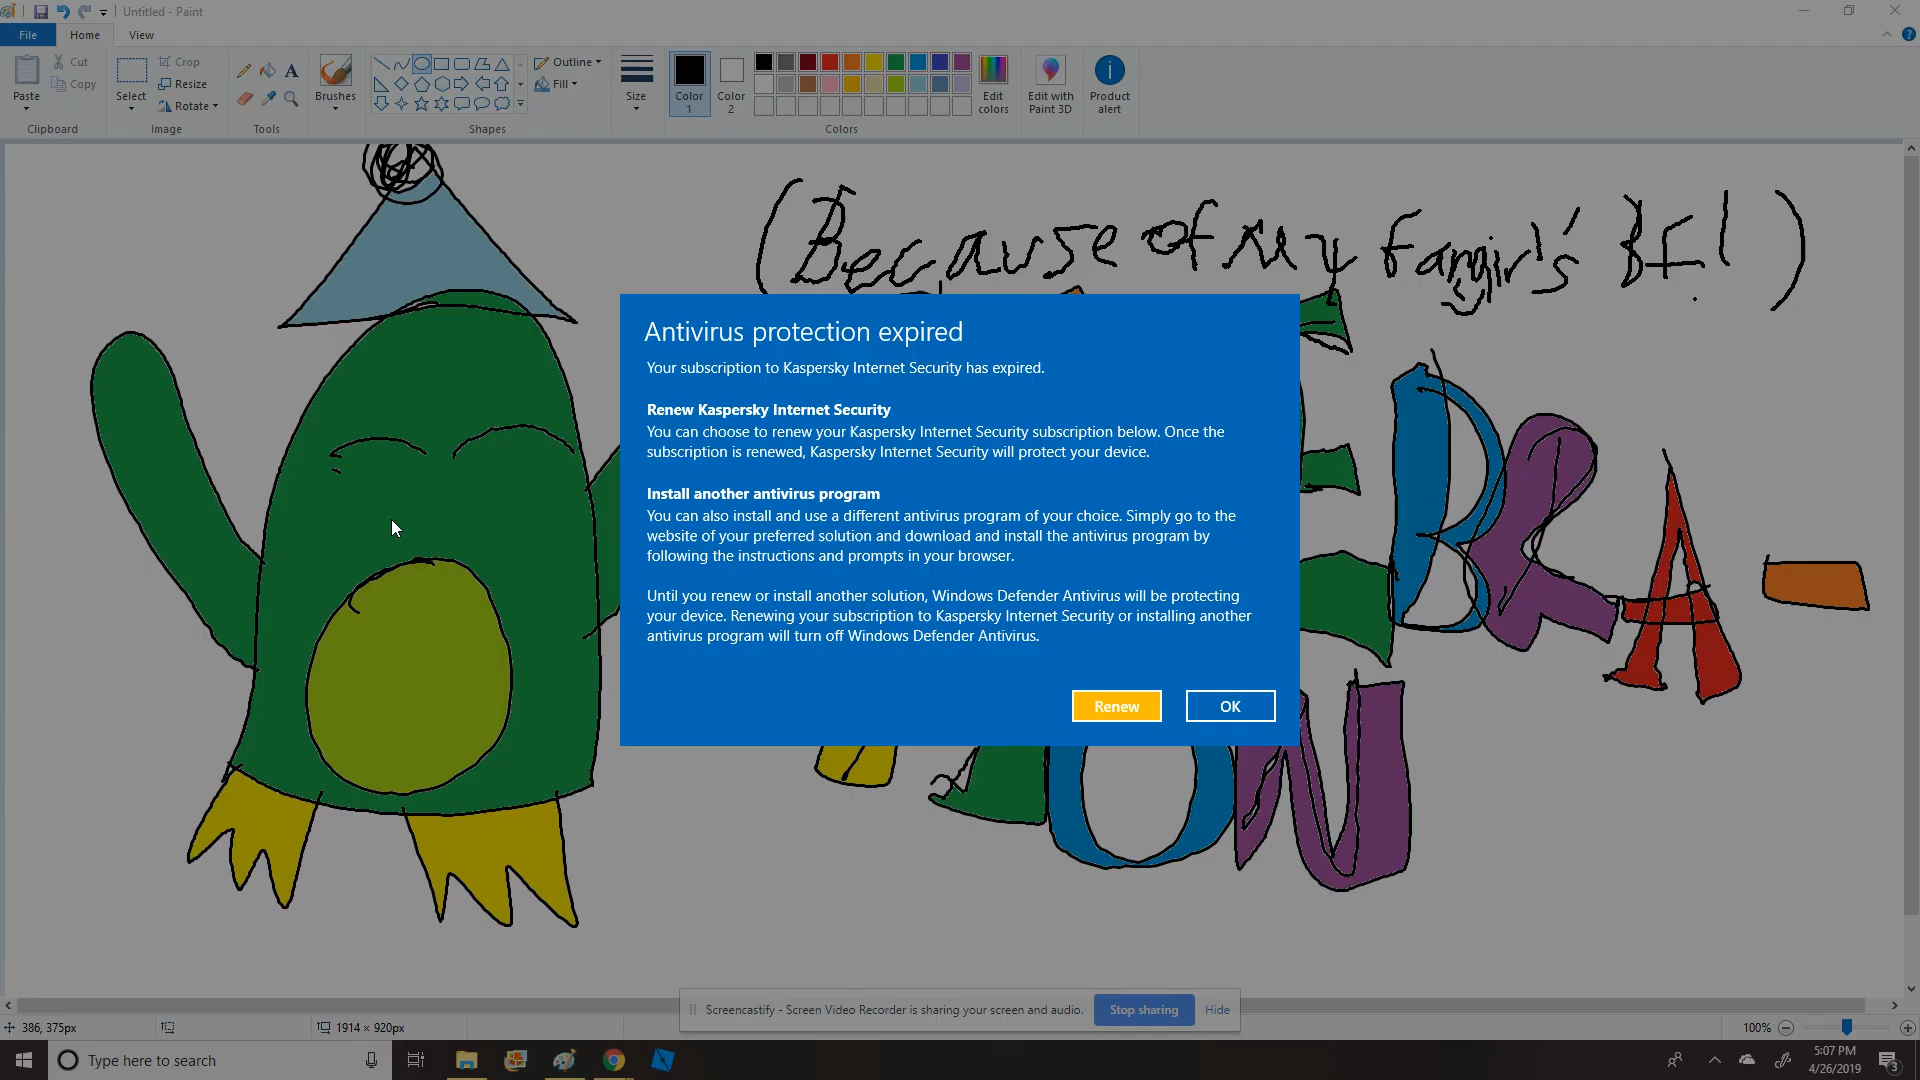 Untitled - Paint
File
Home
View
Cut
Copy
Paste
Clipboard
Select
Crop
Resize
Rotate
Image
Tools
Brushes
Outline
Fill
Shapes
Size
Color 1
Color 2
Edit colors
Edit with Paint 3D
Product alert
Colors
(Because of My Fangirl's BF!)
Antivirus protection expired
Your subscription to Kaspersky Internet Security has expired.
Renew Kaspersky Internet Security
You can choose to renew your Kaspersky Internet Security subscription below. Once the
subscription is renewed, Kaspersky Internet Security will protect your device.
Install another antivirus program
You can also install and use a different antivirus program of your choice. Simply go to the
website of your preferred solution and download and install the antivirus program by
following the instructions and prompts in your browser.
Until you renew or install another solution, Windows Defender Antivirus will be protecting
your device. Renewing your subscription to Kaspersky Internet Security or installing another
antivirus program will turn off Windows Defender Antivirus.
Renew
OK
Screencastify - Screen Video Recorder is sharing your screen and audio.
Stop sharing
Hide
386, 375px
1914 × 920px
100%
Type here to search
5:07 PM
4/26/2019
3